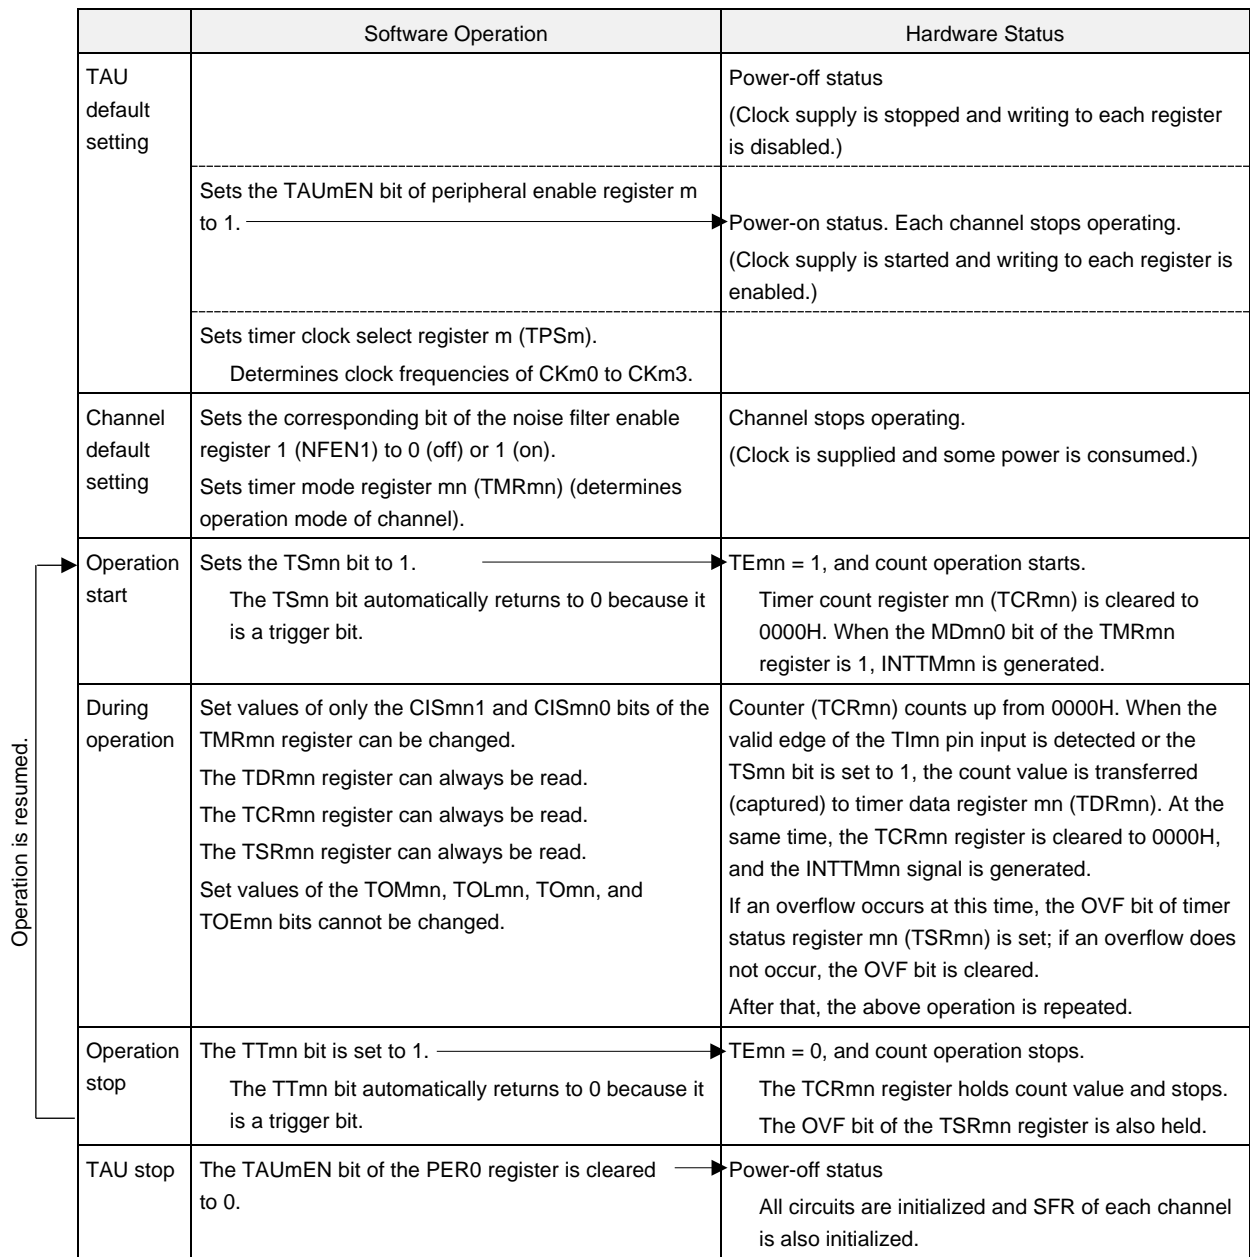 Software Operation
Hardware Status
TAU
default
setting
Power-off status
(Clock supply is stopped and writing to each register
is disabled.)
Sets the TAUmEN bit of peripheral enable register m
to 1.
Power-on status. Each channel stops operating.
(Clock supply is started and writing to each register is
enabled.)
Sets timer clock select register m (TPSm).
Determines clock frequencies of CKm0 to CKm3.
Channel
default
setting
Sets the corresponding bit of the noise filter enable
register 1 (NFEN1) to 0 (off) or 1 (on).
Sets timer mode register mn (TMRmn) (determines
operation mode of channel).
Channel stops operating.
(Clock is supplied and some power is consumed.)
Operation
start
Sets the TSmn bit to 1.
The TSmn bit automatically returns to 0 because it
is a trigger bit.
TEmn = 1, and count operation starts.
Timer count register mn (TCRmn) is cleared to
0000H. When the MDmn0 bit of the TMRmn
register is 1, INTTMmn is generated.
During
operation
Set values of only the CISmn1 and CISmn0 bits of the
TMRmn register can be changed.
The TDRmn register can always be read.
The TCRmn register can always be read.
The TSRmn register can always be read.
Set values of the TOMmn, TOLmn, TOmn, and
TOEmn bits cannot be changed.
Counter (TCRmn) counts up from 0000H. When the
valid edge of the TImn pin input is detected or the
TSmn bit is set to 1, the count value is transferred
(captured) to timer data register mn (TDRmn). At the
same time, the TCRmn register is cleared to 0000H,
and the INTTMmn signal is generated.
If an overflow occurs at this time, the OVF bit of timer
status register mn (TSRmn) is set; if an overflow does
not occur, the OVF bit is cleared.
After that, the above operation is repeated.
Operation
stop
The TTmn bit is set to 1.
The TTmn bit automatically returns to 0 because it
is a trigger bit.
TEmn = 0, and count operation stops.
The TCRmn register holds count value and stops.
The OVF bit of the TSRmn register is also held.
TAU stop
The TAUmEN bit of the PER0 register is cleared
to 0.
Power-off status
All circuits are initialized and SFR of each channel
is also initialized.
Operation is resumed.